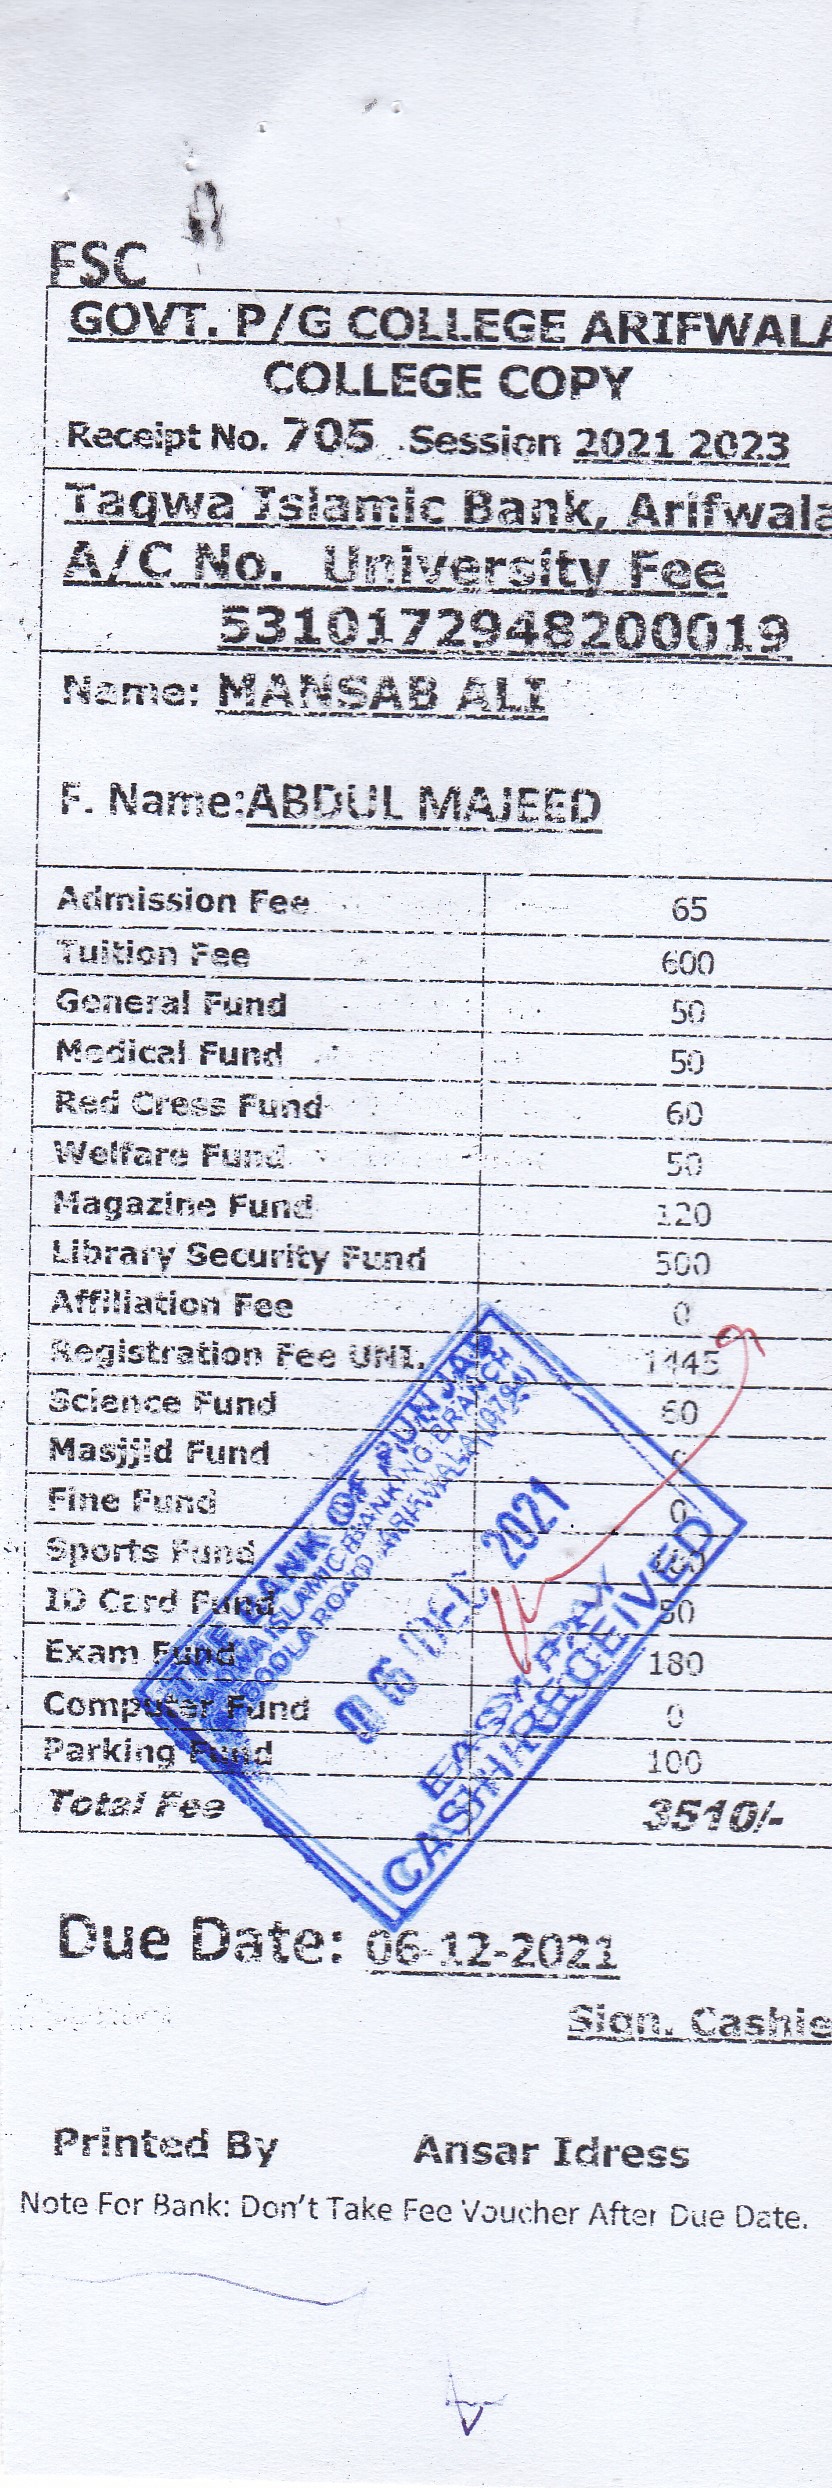 FSC
GOVT. P/G COLLEGE ARIFWALA
COLLEGE COPY
Receipt No. 705 Session 2021 2023
Taqwa Islamic Bank, Arifwala
A/C No. University Fee
5310172948200019
Name: MANSAB ALI
F. Name:ABDUL MAJEED
Admission Fee 65
Tuition Fee 600
General Fund 50
Medical Fund 50
Red Cress Fund 60
Welfare Fund 50
Magazine Fund 120
Library Security Fund 500
Affiliation Fee 0
Registration Fee UNI. 1445
Science Fund 60
Masjjid Fund 0
Fine Fund 0
Sports Fund
ID Card Fund 50
Exam Fund 180
Computer Fund 0
Parking Fund 100
Total Fee 3510/-
THE BANK OF PUNJAB
TAQWA ISLAMIC BANKING BRANCH
QABOOLA ROAD ARIFWALA
06 DEC 2021
EASY PAY
CASH RECEIVED
Due Date: 06-12-2021
Sign. Cashie
Printed By Ansar Idress
Note For Bank: Don't Take Fee Voucher After Due Date.